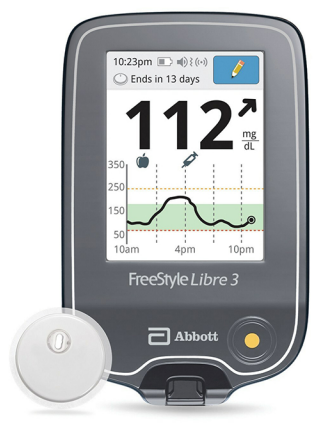 10:23pm
Ends in 13 days
112
mg
dL
350
250
150
50
10am 4pm 10pm
FreeStyle Libre 3
Abbott